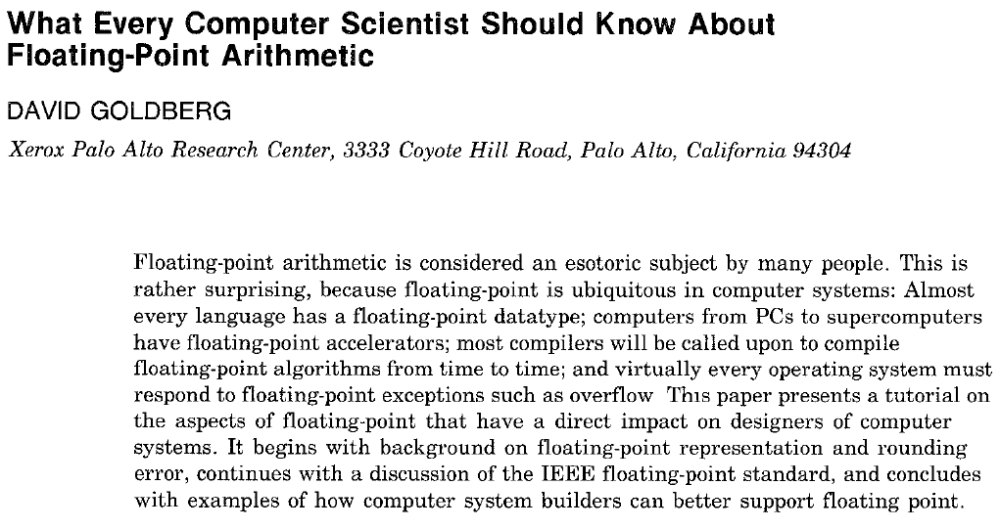 What Every Computer Scientist Should Know About
Floating-Point Arithmetic
DAVID GOLDBERG
Xerox Palo Alto Research Center, 3333 Coyote Hill Road, Palo Alto, California 94304
Floating-point arithmetic is considered an esotoric subject by many people. This is
rather surprising, because floating-point is ubiquitous in computer systems: Almost
every language has a floating-point datatype; computers from PCs to supercomputers
have floating-point accelerators; most compilers will be called upon to compile
floating-point algorithms from time to time; and virtually every operating system must
respond to floating-point exceptions such as overflow This paper presents a tutorial on
the aspects of floating-point that have a direct impact on designers of computer
systems. It begins with background on floating-point representation and rounding
error, continues with a discussion of the IEEE floating-point standard, and concludes
with examples of how computer system builders can better support floating point.